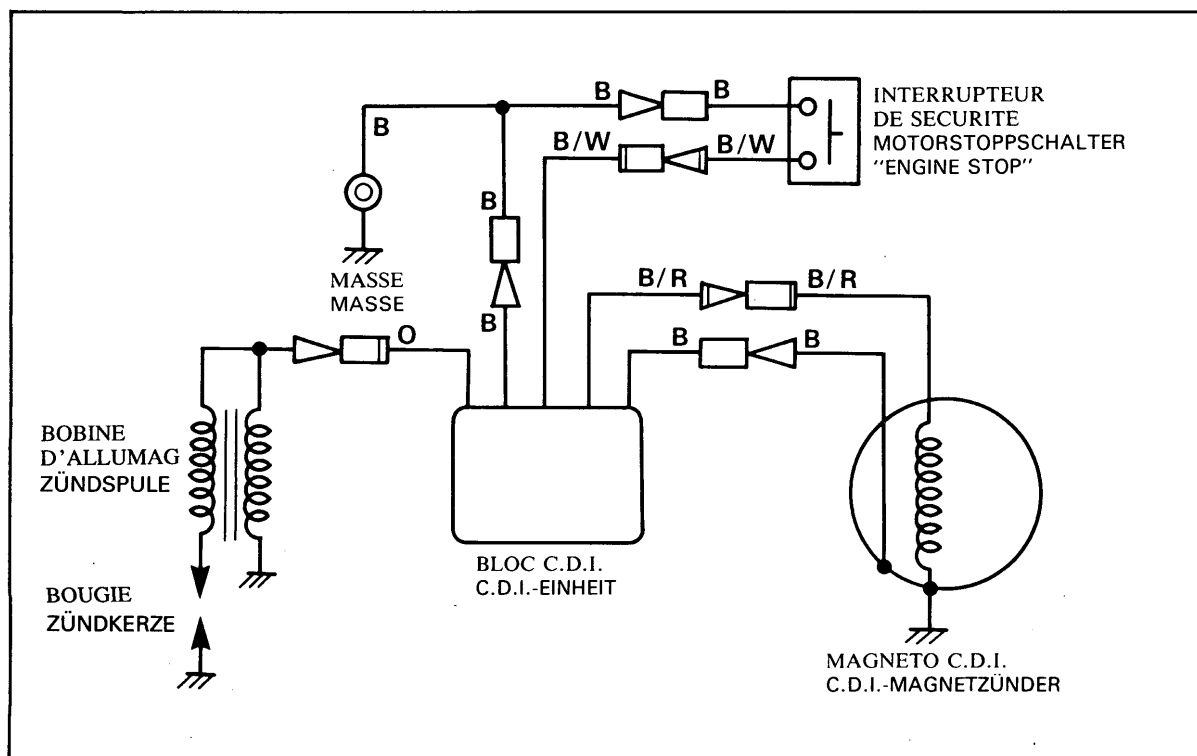 B
B
B
INTERRUPTEUR
DE SECURITE
MOTORSTOPPSCHALTER
"ENGINE STOP"
B/W
B/W
B
MASSE
MASSE
B
B/R
B/R
O
B
B
BOBINE
D'ALLUMAG
ZÜNDSPULE
BLOC C.D.I.
C.D.I.-EINHEIT
BOUGIE
ZÜNDKERZE
MAGNETO C.D.I.
C.D.I.-MAGNETZÜNDER